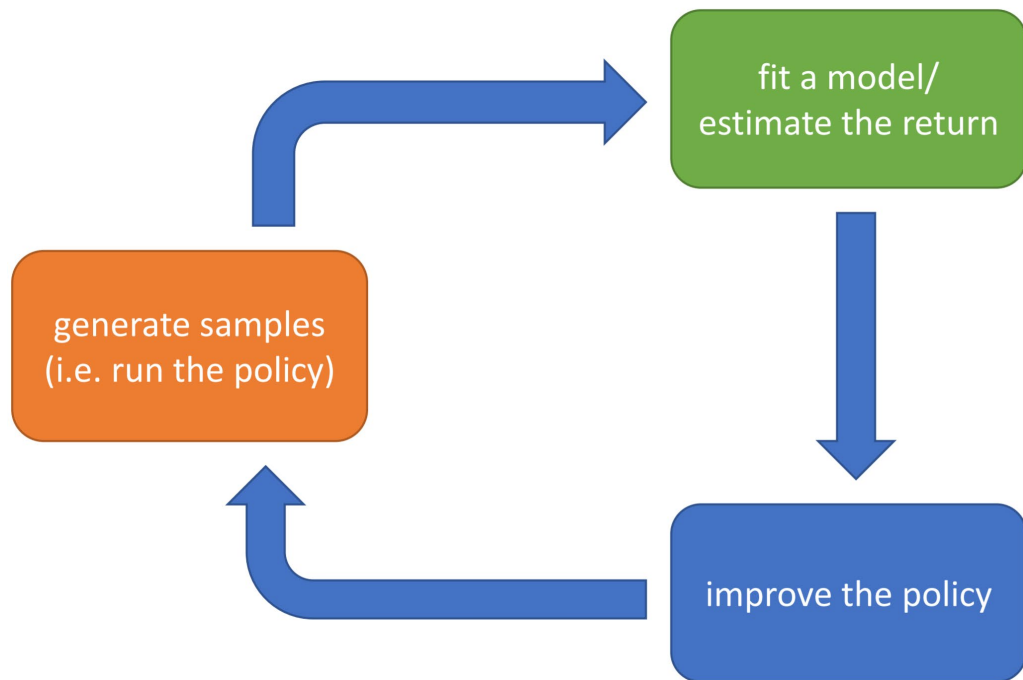 fit a model/
estimate the return
generate samples
(i.e. run the policy)
improve the policy